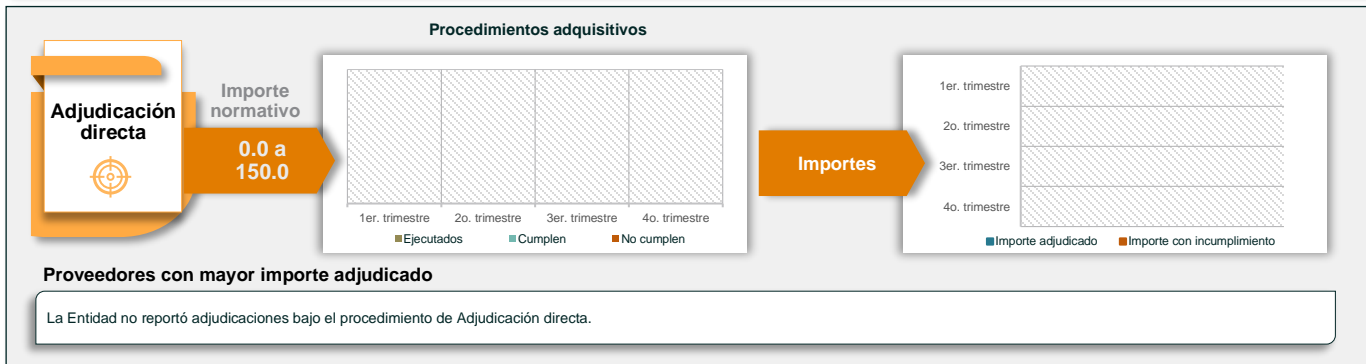 Procedimientos adquisitivos
Adjudicación
directa
Importe
normativo
0.0 a
150.0
1er. trimestre
2o. trimestre
3er. trimestre
4o. trimestre
Ejecutados
Cumplen
No cumplen
Importes
1er. trimestre
2o. trimestre
3er. trimestre
4o. trimestre
Importe adjudicado
Importe con incumplimiento
Proveedores con mayor importe adjudicado
La Entidad no reportó adjudicaciones bajo el procedimiento de Adjudicación directa.